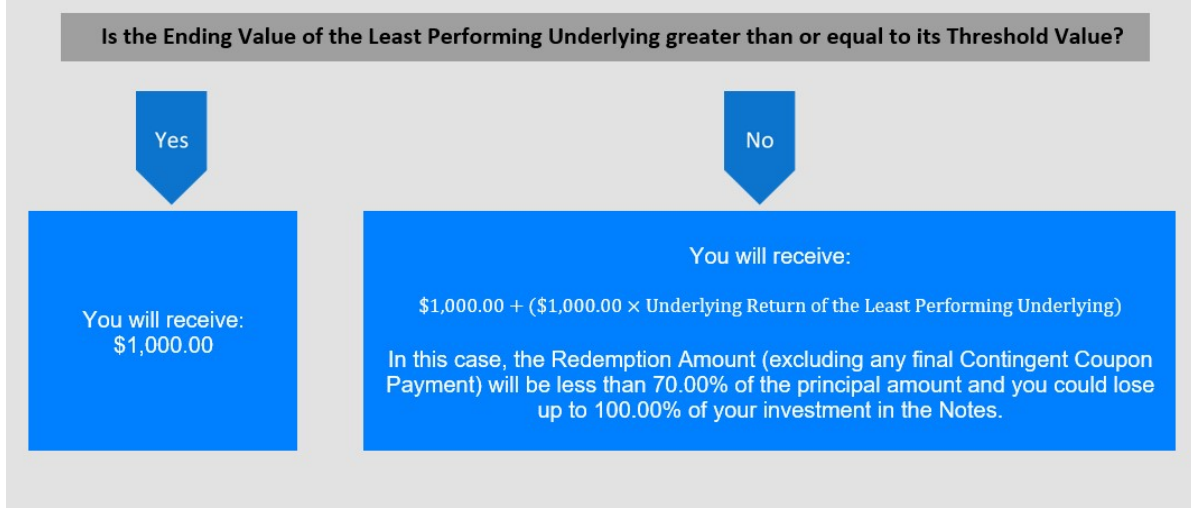 Is the Ending Value of the Least Performing Underlying greater than or equal to its Threshold Value?
Yes
No
You will receive:
$1,000.00
You will receive:
$1,000.00 + ($1,000.00 × Underlying Return of the Least Performing Underlying)
In this case, the Redemption Amount (excluding any final Contingent Coupon
Payment) will be less than 70.00% of the principal amount and you could lose
up to 100.00% of your investment in the Notes.